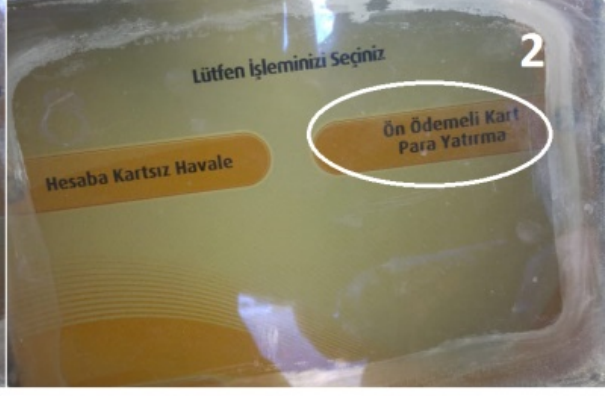 2
Lütfen İşleminizi Seçiniz
Hesaba Kartsız Havale
Ön Ödemeli Kart
Para Yatırma